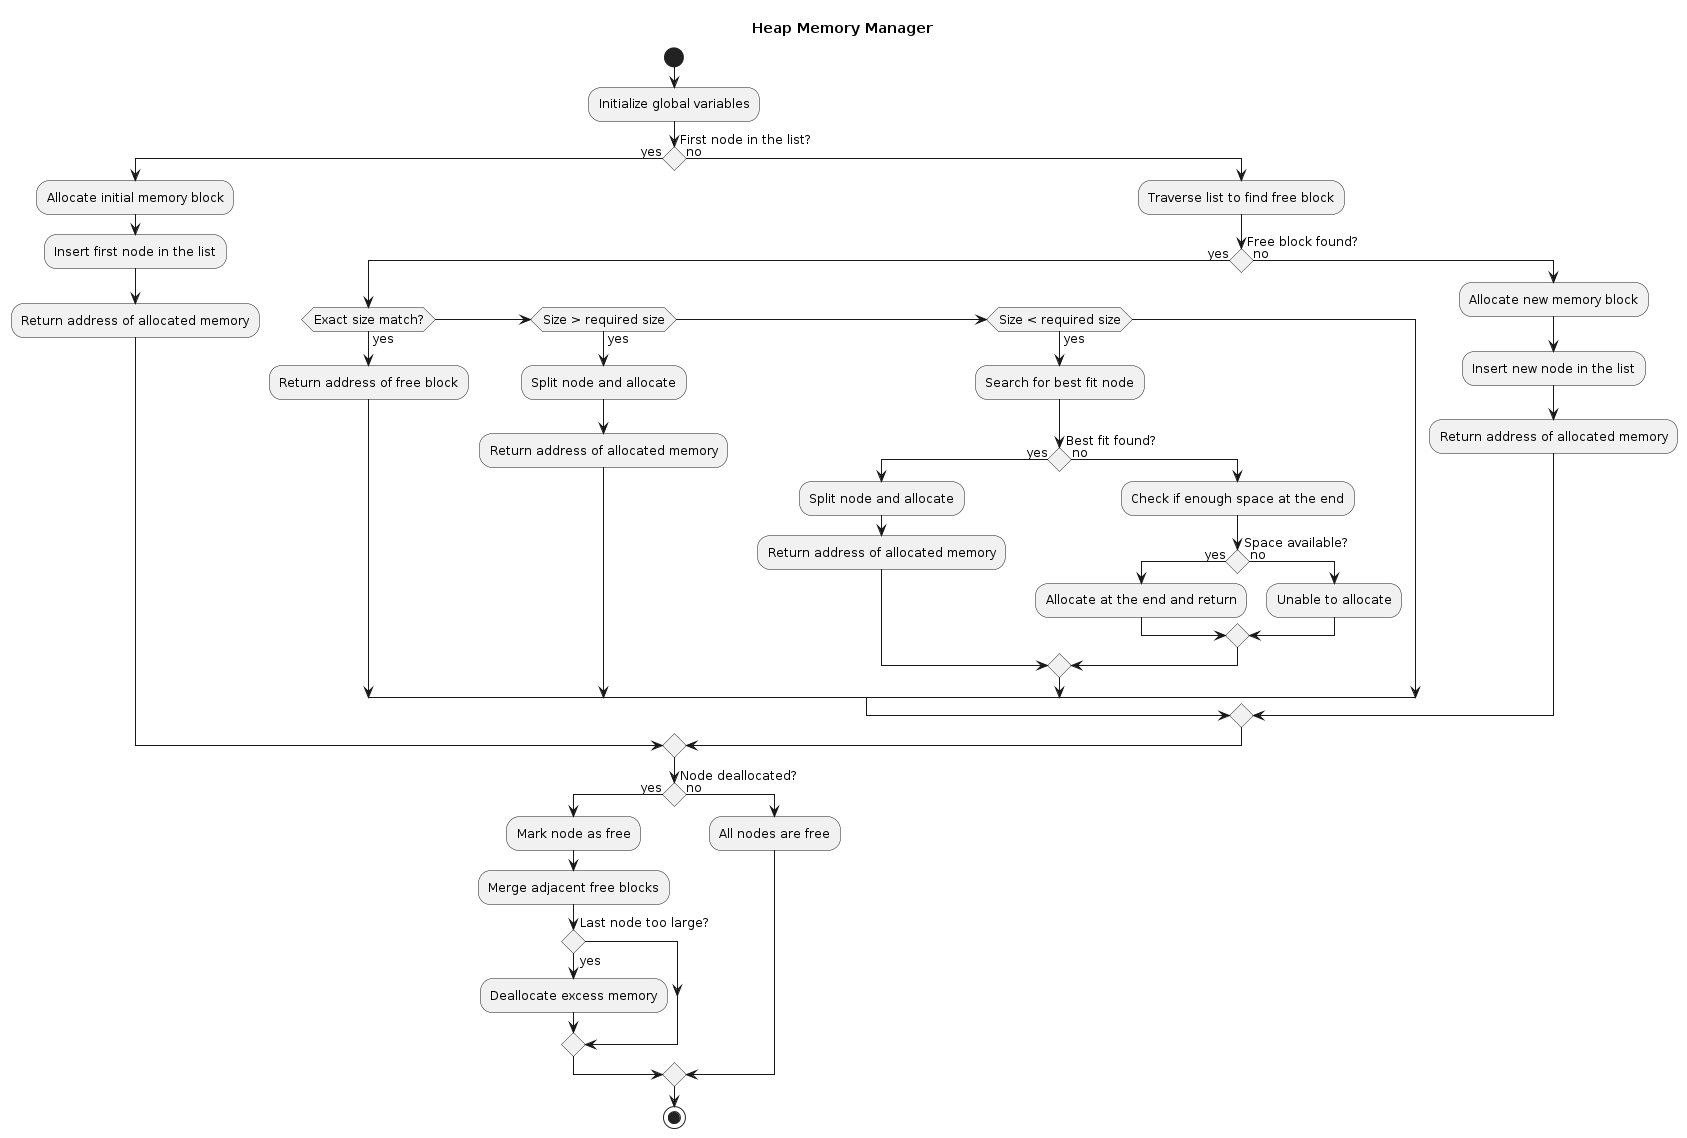 Heap Memory Manager
Initialize global variables
First node in the list?
yes
no
Allocate initial memory block
Insert first node in the list
Return address of allocated memory
Traverse list to find free block
Free block found?
yes
no
Exact size match?
yes
Return address of free block
Size > required size
yes
Split node and allocate
Return address of allocated memory
Size < required size
yes
Search for best fit node
Best fit found?
yes
no
Split node and allocate
Return address of allocated memory
Check if enough space at the end
Space available?
yes
no
Allocate at the end and return
Unable to allocate
Allocate new memory block
Insert new node in the list
Return address of allocated memory
Node deallocated?
yes
no
Mark node as free
Merge adjacent free blocks
Last node too large?
yes
Deallocate excess memory
All nodes are free